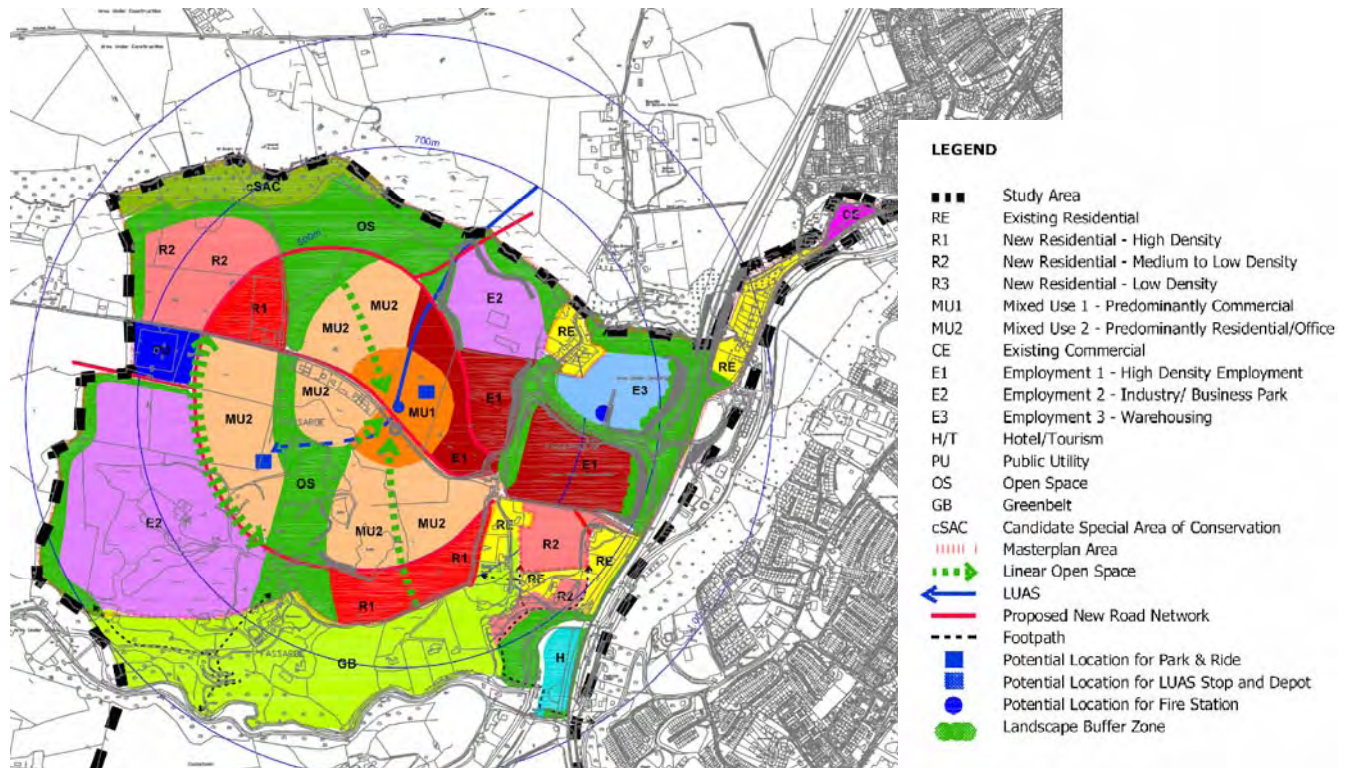 700m
cSAC
OS
500m
CE
R2
R2
R1
MU2
MU2
E2
RE
RE
MU1
E3
MU2
MU2
E1
E1
E1
OS
E2
MU2
MU2
RE
R2
RE
R1
RE
R2
R1
GB
FASSAROE
H
LEGEND
Study Area
RE Existing Residential
R1 New Residential - High Density
R2 New Residential - Medium to Low Density
R3 New Residential - Low Density
MU1 Mixed Use 1 - Predominantly Commercial
MU2 Mixed Use 2 - Predominantly Residential/Office
CE Existing Commercial
E1 Employment 1 - High Density Employment
E2 Employment 2 - Industry/ Business Park
E3 Employment 3 - Warehousing
H/T Hotel/Tourism
PU Public Utility
OS Open Space
GB Greenbelt
cSAC Candidate Special Area of Conservation
Masterplan Area
Linear Open Space
LUAS
Proposed New Road Network
Footpath
Potential Location for Park & Ride
Potential Location for LUAS Stop and Depot
Potential Location for Fire Station
Landscape Buffer Zone